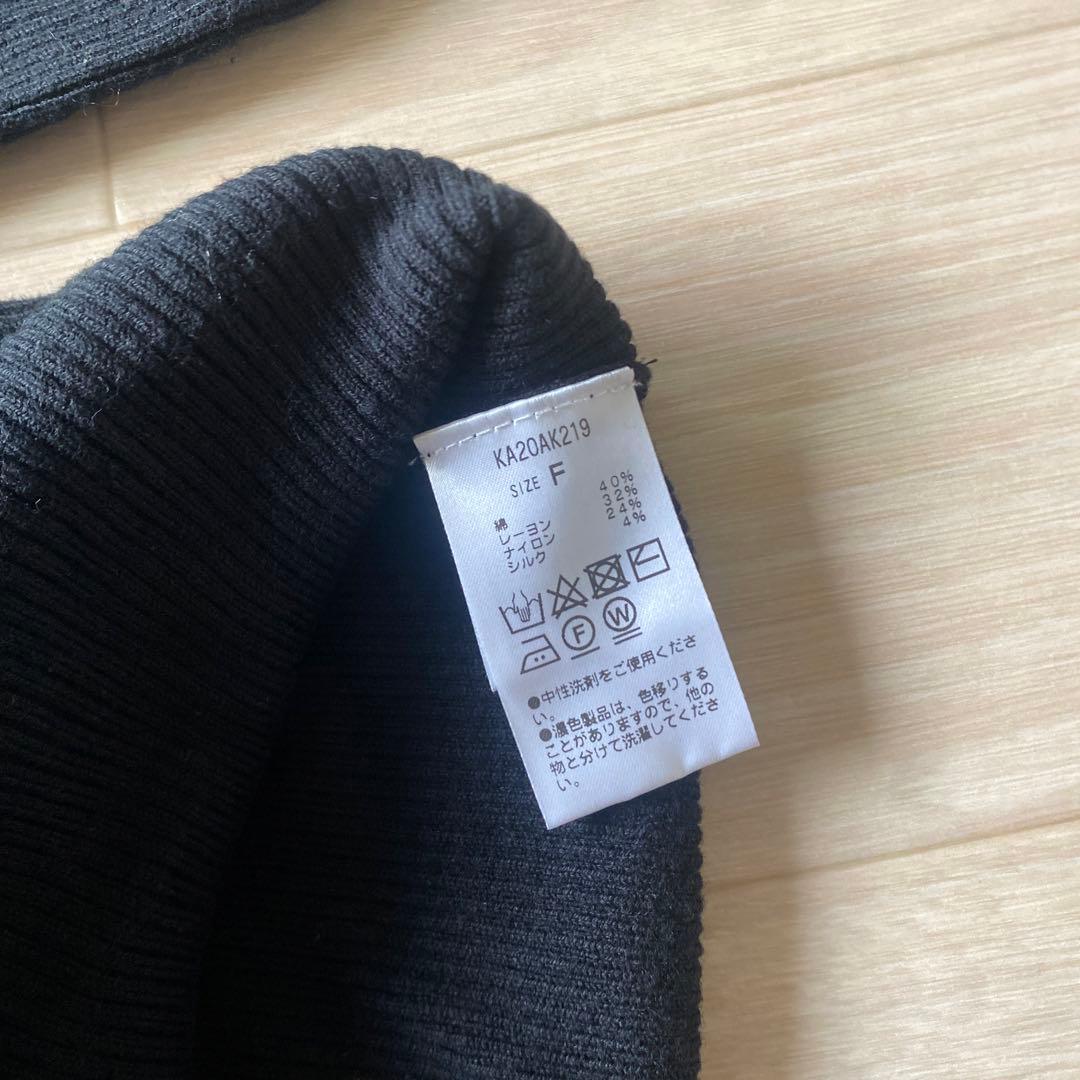 KA20AK219
SIZE F
綿 40%
レーヨン 32%
ナイロン 24%
シルク 4%
F W
●中性洗剤をご使用くださ
い。
●濃色製品は、色移りする
ことがありますので、他の
物と分けて洗濯してくださ
い。